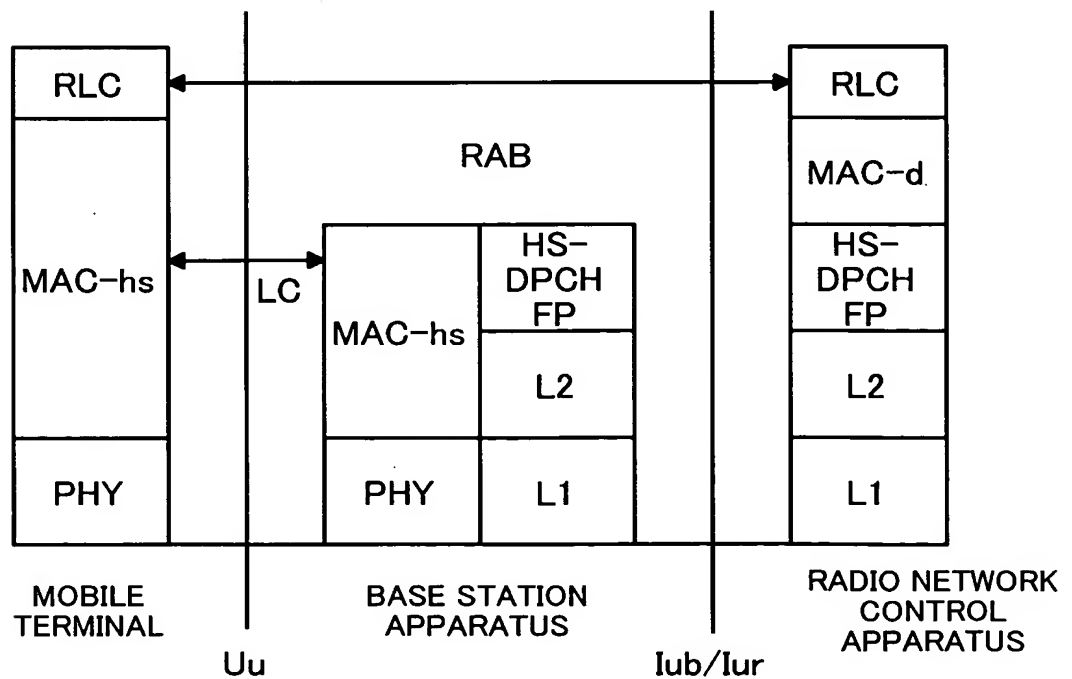 RLC
RLC
RAB
MAC-d
MAC-hs
LC
MAC-hs
HS-
DPCH
FP
HS-
DPCH
FP
L2
L2
PHY
PHY
L1
L1
MOBILE
TERMINAL
BASE STATION
APPARATUS
RADIO NETWORK
CONTROL
APPARATUS
Uu
Iub/Iur